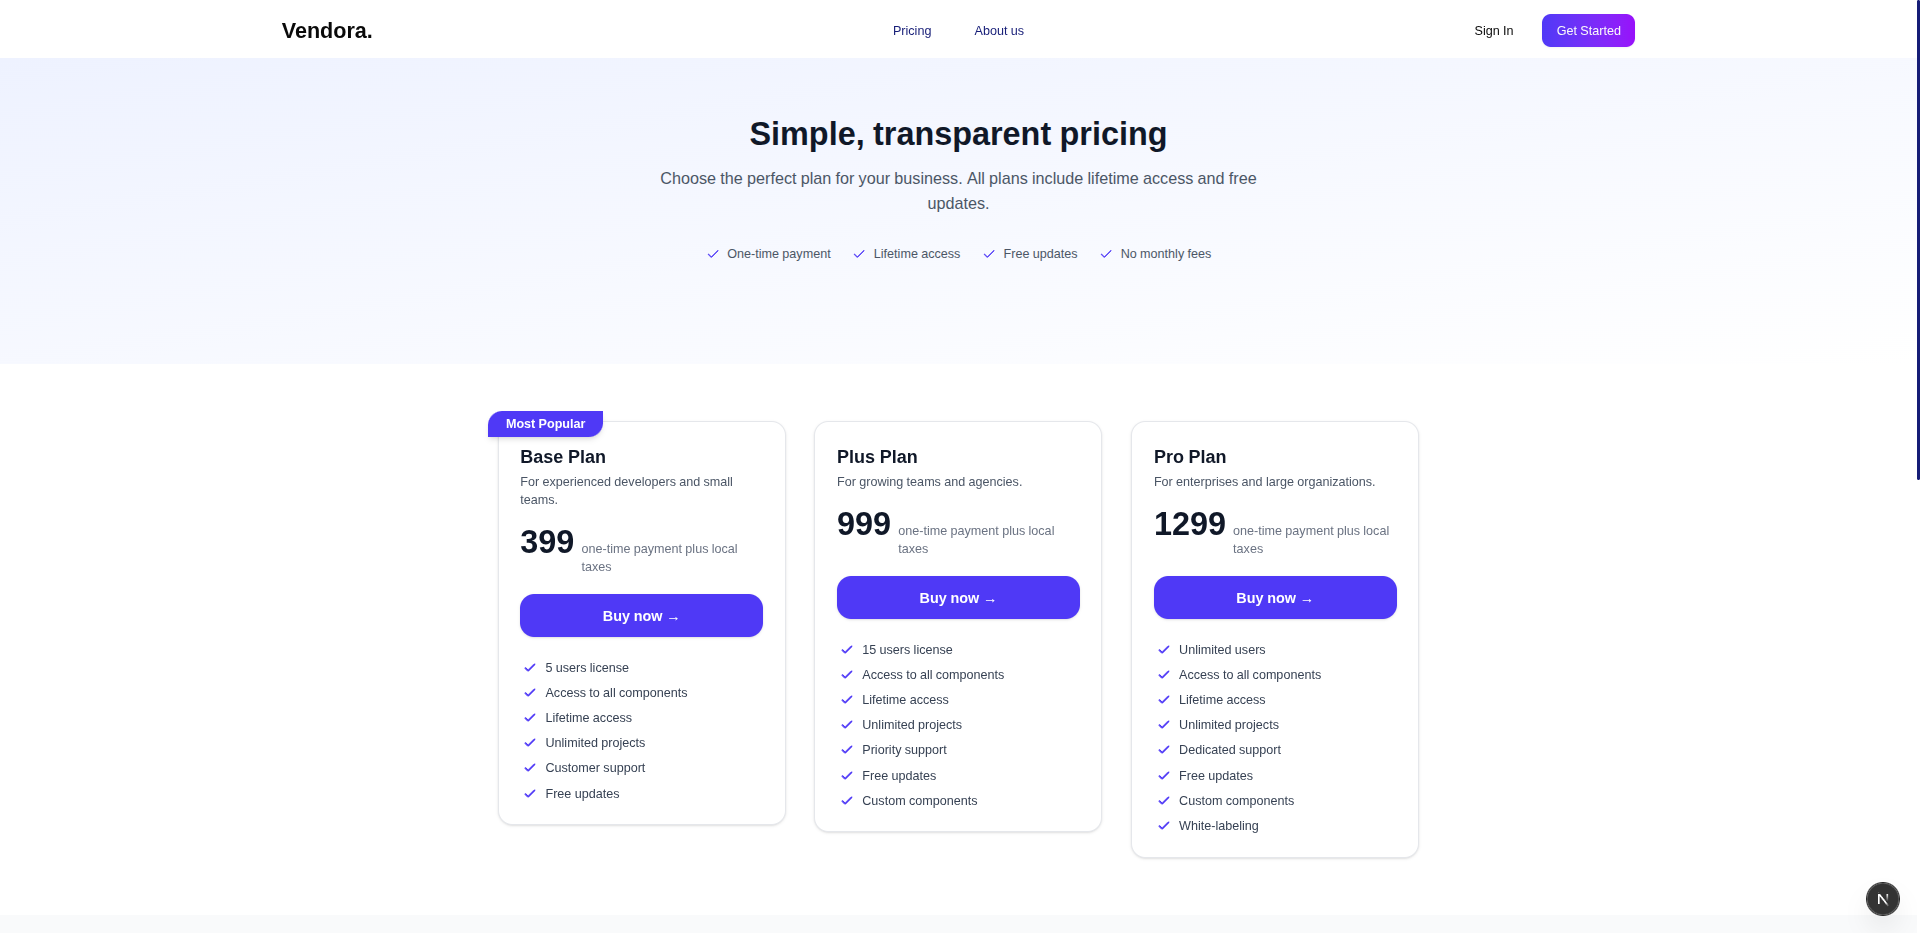 Vendora.
Pricing
About us
Sign In
Get Started
Simple, transparent pricing
Choose the perfect plan for your business. All plans include lifetime access and free
updates.
One-time payment
Lifetime access
Free updates
No monthly fees
Most Popular
Base Plan
For experienced developers and small
teams.
399 one-time payment plus local
taxes
Buy now →
5 users license
Access to all components
Lifetime access
Unlimited projects
Customer support
Free updates
Plus Plan
For growing teams and agencies.
999 one-time payment plus local
taxes
Buy now →
15 users license
Access to all components
Lifetime access
Unlimited projects
Priority support
Free updates
Custom components
Pro Plan
For enterprises and large organizations.
1299 one-time payment plus local
taxes
Buy now →
Unlimited users
Access to all components
Lifetime access
Unlimited projects
Dedicated support
Free updates
Custom components
White-labeling
N